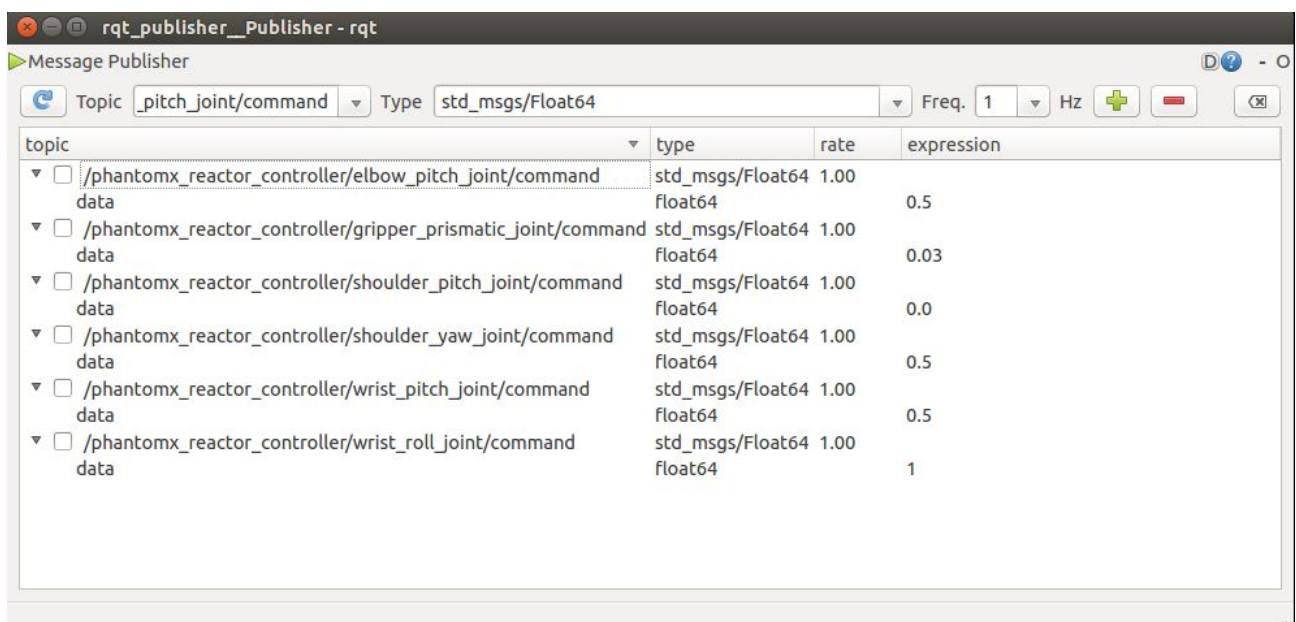 rqt_publisher__Publisher - rqt
Message Publisher D ? - O
Topic _pitch_joint/command Type std_msgs/Float64 Freq. 1 Hz
topic type rate expression
/phantomx_reactor_controller/elbow_pitch_joint/command std_msgs/Float64 1.00
data float64 0.5
/phantomx_reactor_controller/gripper_prismatic_joint/command std_msgs/Float64 1.00
data float64 0.03
/phantomx_reactor_controller/shoulder_pitch_joint/command std_msgs/Float64 1.00
data float64 0.0
/phantomx_reactor_controller/shoulder_yaw_joint/command std_msgs/Float64 1.00
data float64 0.5
/phantomx_reactor_controller/wrist_pitch_joint/command std_msgs/Float64 1.00
data float64 0.5
/phantomx_reactor_controller/wrist_roll_joint/command std_msgs/Float64 1.00
data float64 1